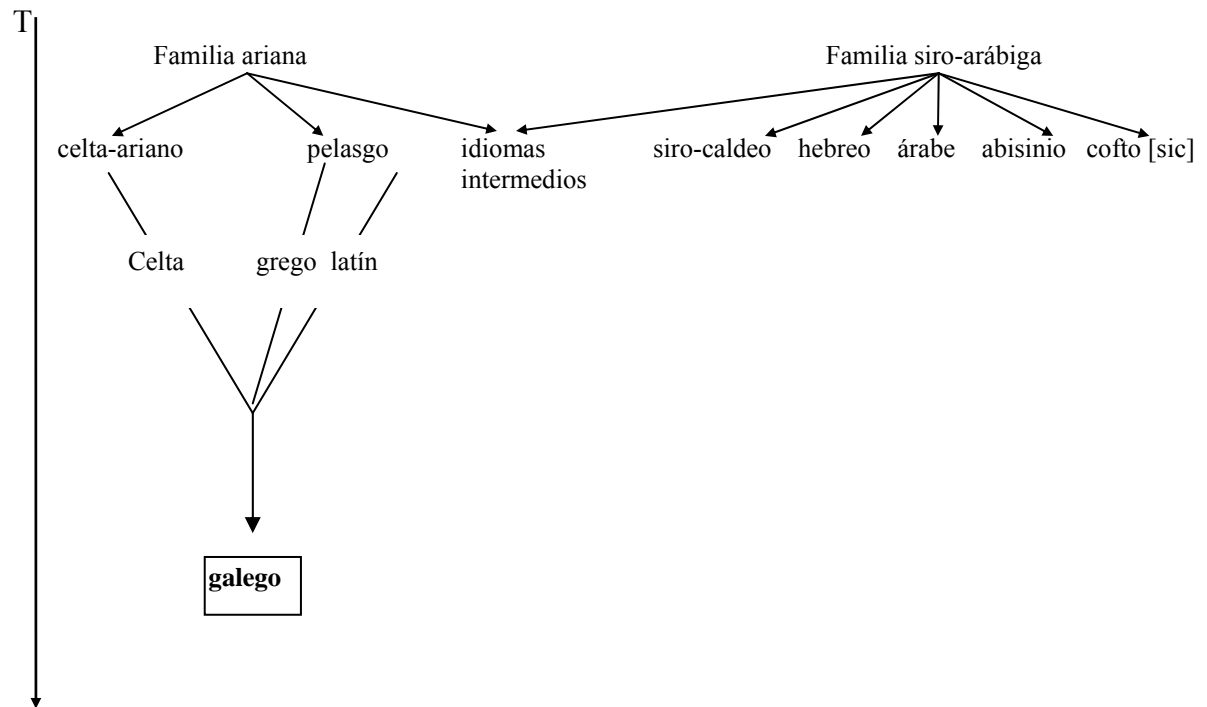 T
Familia ariana
Familia siro-arábiga
celta-ariano
pelasgo
idiomas
intermedios
siro-caldeo
hebreo
árabe
abisinio
cofto [sic]
Celta
grego
latín
galego